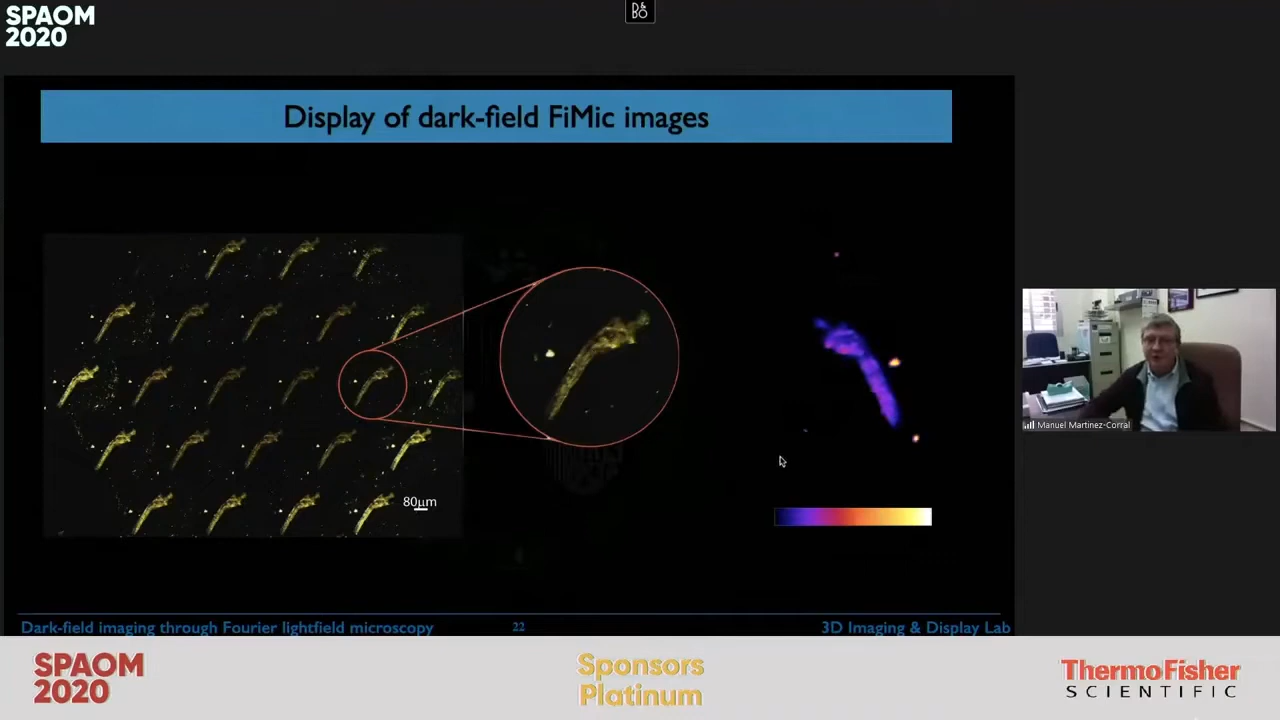 SPAOM
2020
B&O
Display of dark-field FiMic images
80μm
Manuel Martinez-Corral
Dark-field imaging through Fourier lightfield microscopy
22
3D Imaging & Display Lab
SPAOM
2020
Sponsors
Platinum
ThermoFisher
SCIENTIFIC